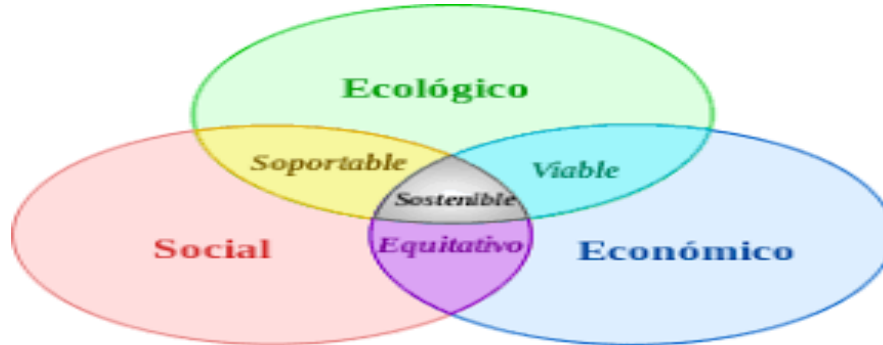 Ecológico
Soportable
Viable
Sostenible
Social
Equitativo
Económico